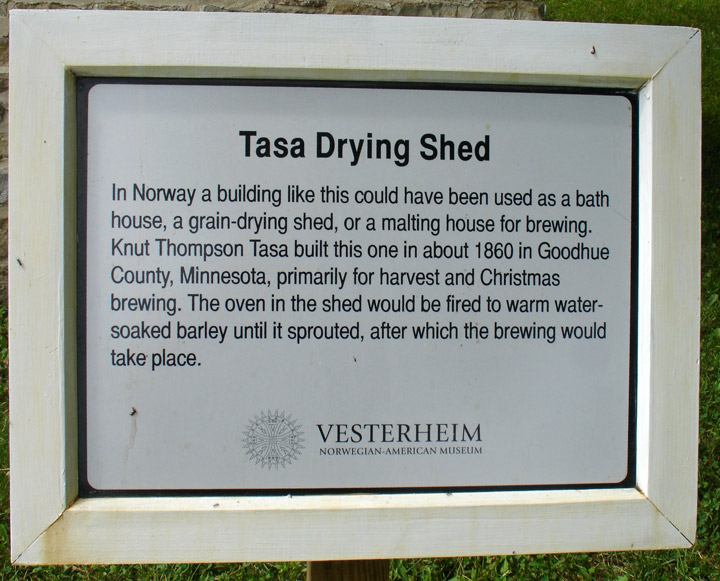 Tasa Drying Shed
In Norway a building like this could have been used as a bath
house, a grain-drying shed, or a malting house for brewing.
Knut Thompson Tasa built this one in about 1860 in Goodhue
County, Minnesota, primarily for harvest and Christmas
brewing. The oven in the shed would be fired to warm water-
soaked barley until it sprouted, after which the brewing would
take place.
VESTERHEIM
NORWEGIAN-AMERICAN MUSEUM